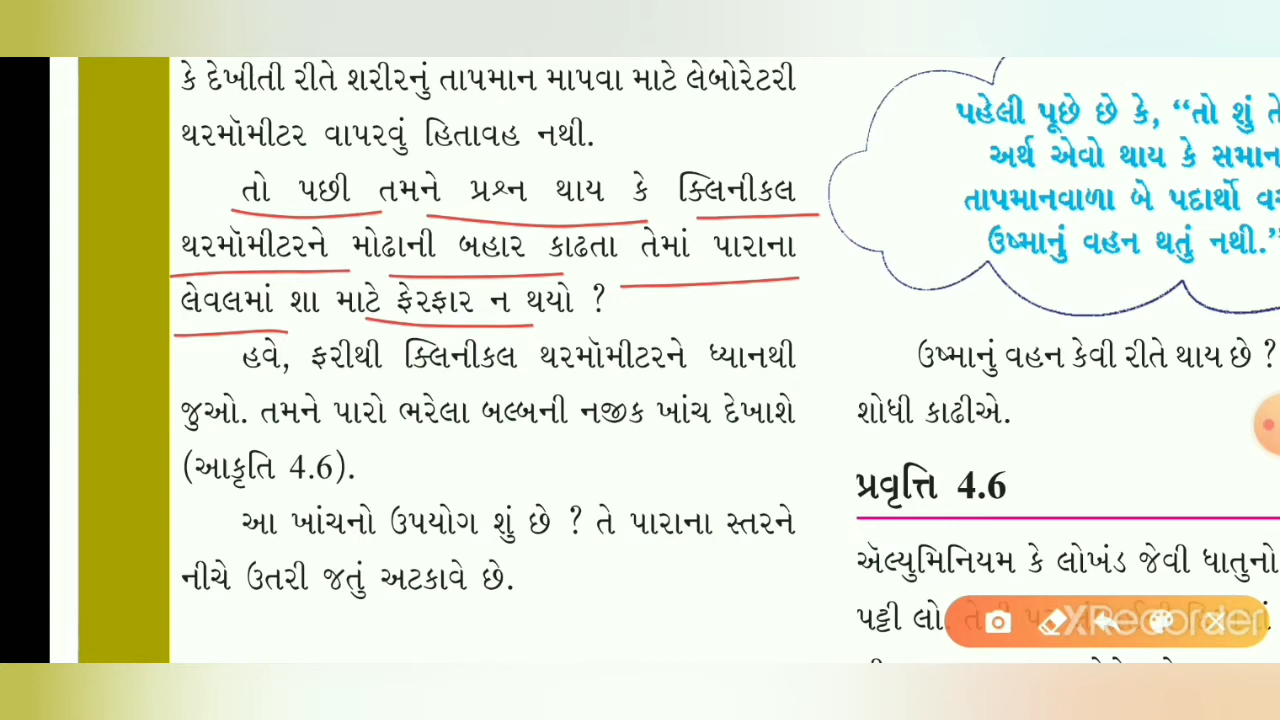 કે દેખીતી રીતે શરીરનું તાપમાન માપવા માટે લેબોરેટરી
થરમૉમીટર વાપરવું હિતાવહ નથી.
તો પછી તમને પ્રશ્ન થાય કે ક્લિનીકલ
થરમૉમીટરને મોઢાની બહાર કાઢતા તેમાં પારાના
લેવલમાં શા માટે ફેરફાર ન થયો ?
હવે, ફરીથી ક્લિનીકલ થરમૉમીટરને ધ્યાનથી
જુઓ. તમને પારો ભરેલા બલ્બની નજીક ખાંચ દેખાશે
(આકૃતિ 4.6).
આ ખાંચનો ઉપયોગ શું છે ? તે પારાના સ્તરને
નીચે ઉતરી જતું અટકાવે છે.
પહેલી પૂછે છે કે, “તો શું
અર્થ એવો થાય કે સમાન
તાપમાનવાળા બે પદાર્થો
ઉષ્માનું વહન થતું નથી.”
ઉષ્માનું વહન કેવી રીતે થાય છે ?
શોધી કાઢીએ.
પ્રવૃત્તિ 4.6
ઍલ્યુમિનિયમ કે લોખંડ જેવી ધાતુનો
પટ્ટી લો.
XRecorder